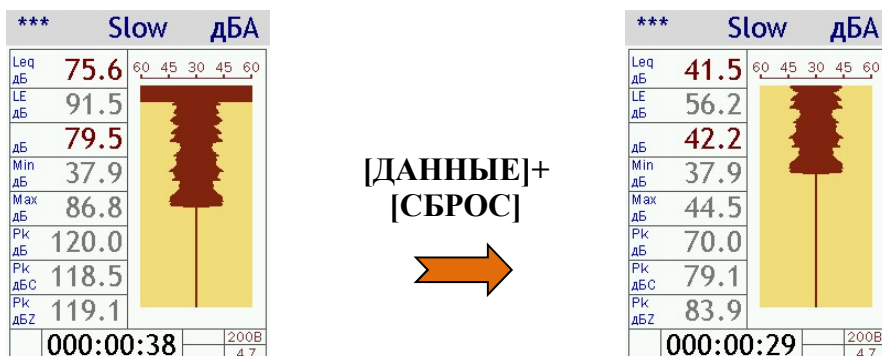 *** Slow дБА
Leq дБ 75.6
60 45 30 45 60
LE дБ 91.5
дБ 79.5
Min дБ 37.9
Max дБ 86.8
Pk дБ 120.0
Pk дБC 118.5
Pk дБZ 119.1
000:00:38
200В
4.7
[ДАННЫЕ]+
[СБРОС]
*** Slow дБА
Leq дБ 41.5
60 45 30 45 60
LE дБ 56.2
дБ 42.2
Min дБ 37.9
Max дБ 44.5
Pk дБ 70.0
Pk дБC 79.1
Pk дБZ 83.9
000:00:29
200В
4.7